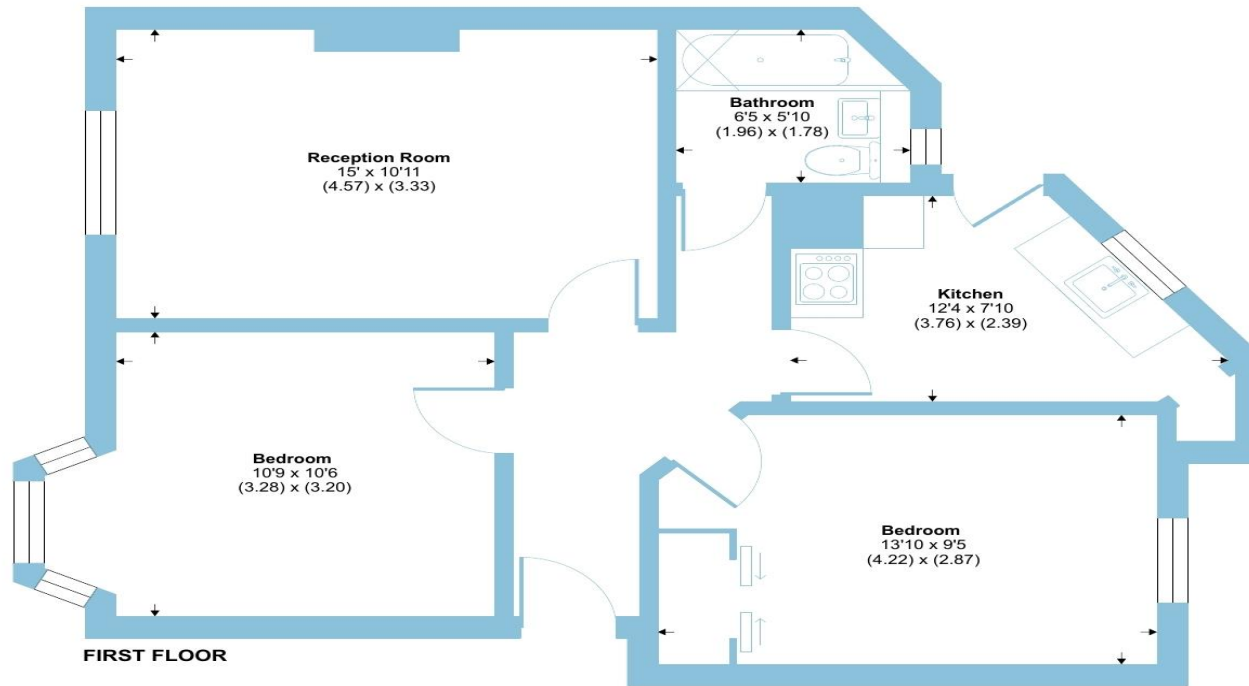 Reception Room
15' x 10'11
(4.57) x (3.33)
Bathroom
6'5 x 5'10
(1.96) x (1.78)
Kitchen
12'4 x 7'10
(3.76) x (2.39)
Bedroom
10'9 x 10'6
(3.28) x (3.20)
Bedroom
13'10 x 9'5
(4.22) x (2.87)
FIRST FLOOR